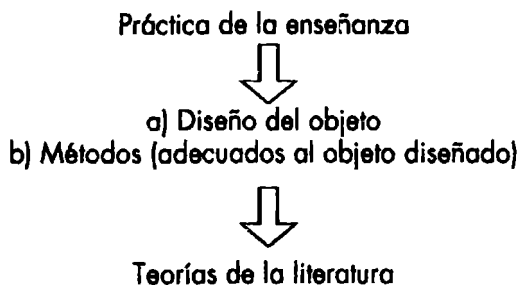 Práctica de la enseñanza
a) Diseño del objeto
b) Métodos (adecuados al objeto diseñado)
Teorías de la literatura